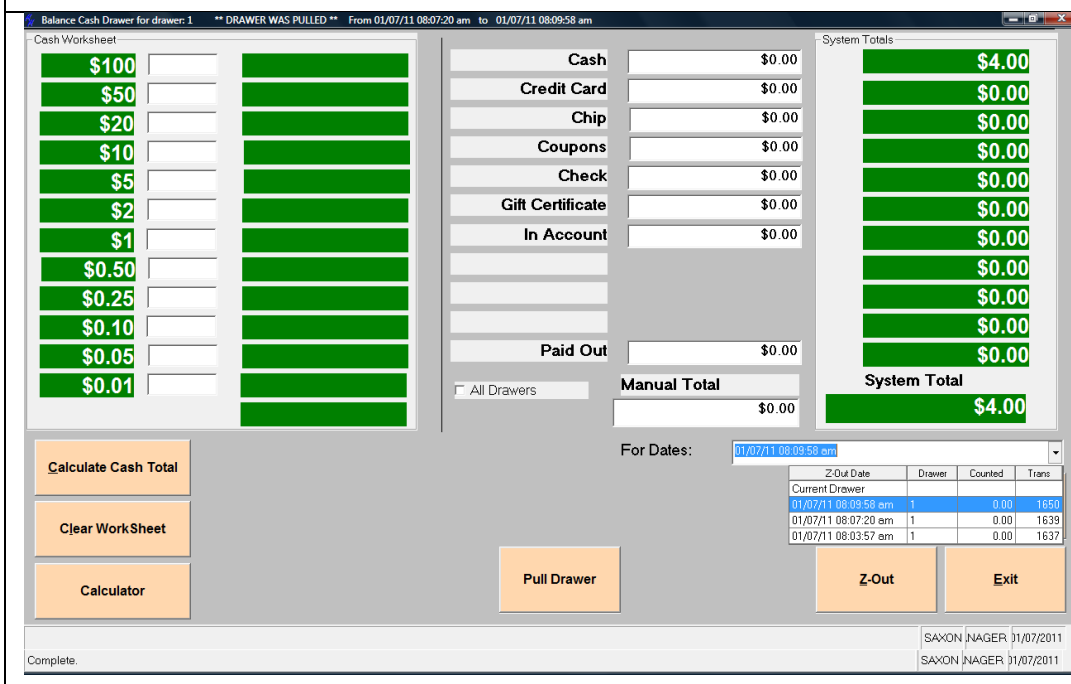 Balance Cash Drawer for drawer: 1 ** DRAWER WAS PULLED ** From 01/07/11 08:07:20 am to 01/07/11 08:09:58 am
Cash Worksheet
$100
$50
$20
$10
$5
$2
$1
$0.50
$0.25
$0.10
$0.05
$0.01
Cash $0.00
Credit Card $0.00
Chip $0.00
Coupons $0.00
Check $0.00
Gift Certificate $0.00
In Account $0.00
Paid Out $0.00
All Drawers
Manual Total
$0.00
System Totals
$4.00
$0.00
$0.00
$0.00
$0.00
$0.00
$0.00
$0.00
$0.00
$0.00
$0.00
System Total
$4.00
For Dates: 01/07/11 08:09:58 am
Z-Out Date Drawer Counted Trans
Current Drawer
01/07/11 08:09:58 am 1 0.00 1650
01/07/11 08:07:20 am 1 0.00 1639
01/07/11 08:03:57 am 1 0.00 1637
Calculate Cash Total
Clear WorkSheet
Calculator
Pull Drawer
Z-Out
Exit
SAXON NAGER 01/07/2011
Complete. SAXON NAGER 01/07/2011